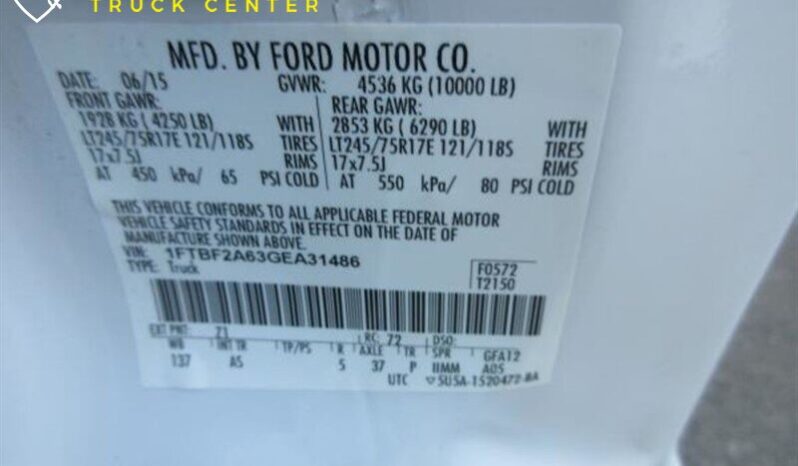 TRUCK CENTER
MFD. BY FORD MOTOR CO.
DATE: 06/15 GVWR: 4536 KG (10000 LB)
FRONT GAWR: REAR GAWR:
1928 KG (4250 LB) WITH 2853 KG (6290 LB) WITH
LT245/75R17E 121/118S TIRES LT245/75R17E 121/118S TIRES
17x7.5J RIMS 17x7.5J RIMS
AT 450 kPa/ 65 PSI COLD AT 550 kPa/ 80 PSI COLD
THIS VEHICLE CONFORMS TO ALL APPLICABLE FEDERAL MOTOR
VEHICLE SAFETY STANDARDS IN EFFECT ON THE DATE OF
MANUFACTURE SHOWN ABOVE.
VIN: 1FTBF2A63GEA31486
TYPE: Truck
F0572
T2150
EXT PNT: Z1 RC: 72 DSO:
WB INT TR TP/PS R AXLE TR SPR GFA12
137 AS 5 37 P IIMM A05
UTC ▽5U5A-1520472-BA